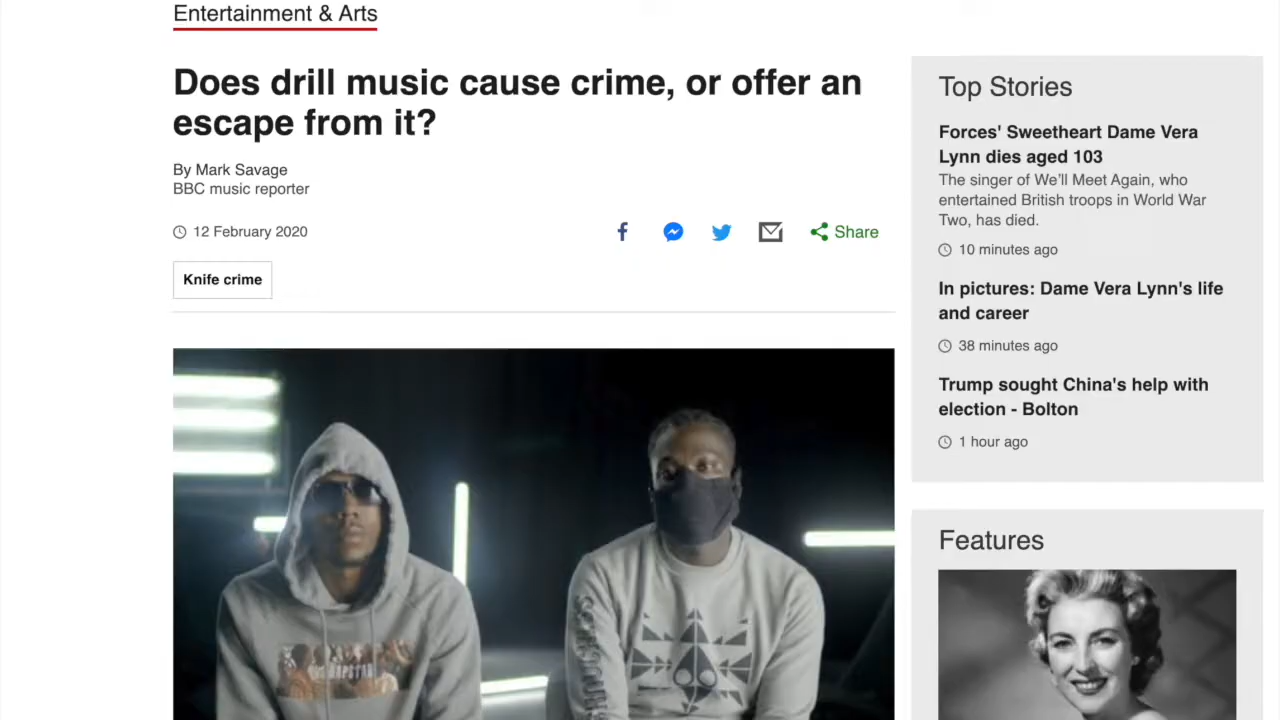 Entertainment & Arts
Does drill music cause crime, or offer an
escape from it?
By Mark Savage
BBC music reporter
12 February 2020
Share
Knife crime
Top Stories
Forces' Sweetheart Dame Vera
Lynn dies aged 103
The singer of We'll Meet Again, who
entertained British troops in World War
Two, has died.
10 minutes ago
In pictures: Dame Vera Lynn's life
and career
38 minutes ago
Trump sought China's help with
election - Bolton
1 hour ago
Features